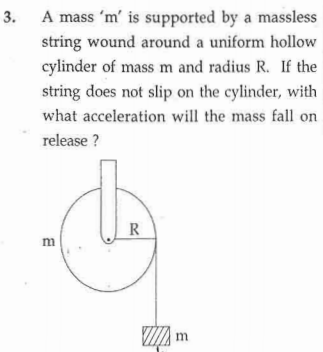 3. A mass ‘m’ is supported by a massless
string wound around a uniform hollow
cylinder of mass m and radius R. If the
string does not slip on the cylinder, with
what acceleration will the mass fall on
release ?
R
m
m